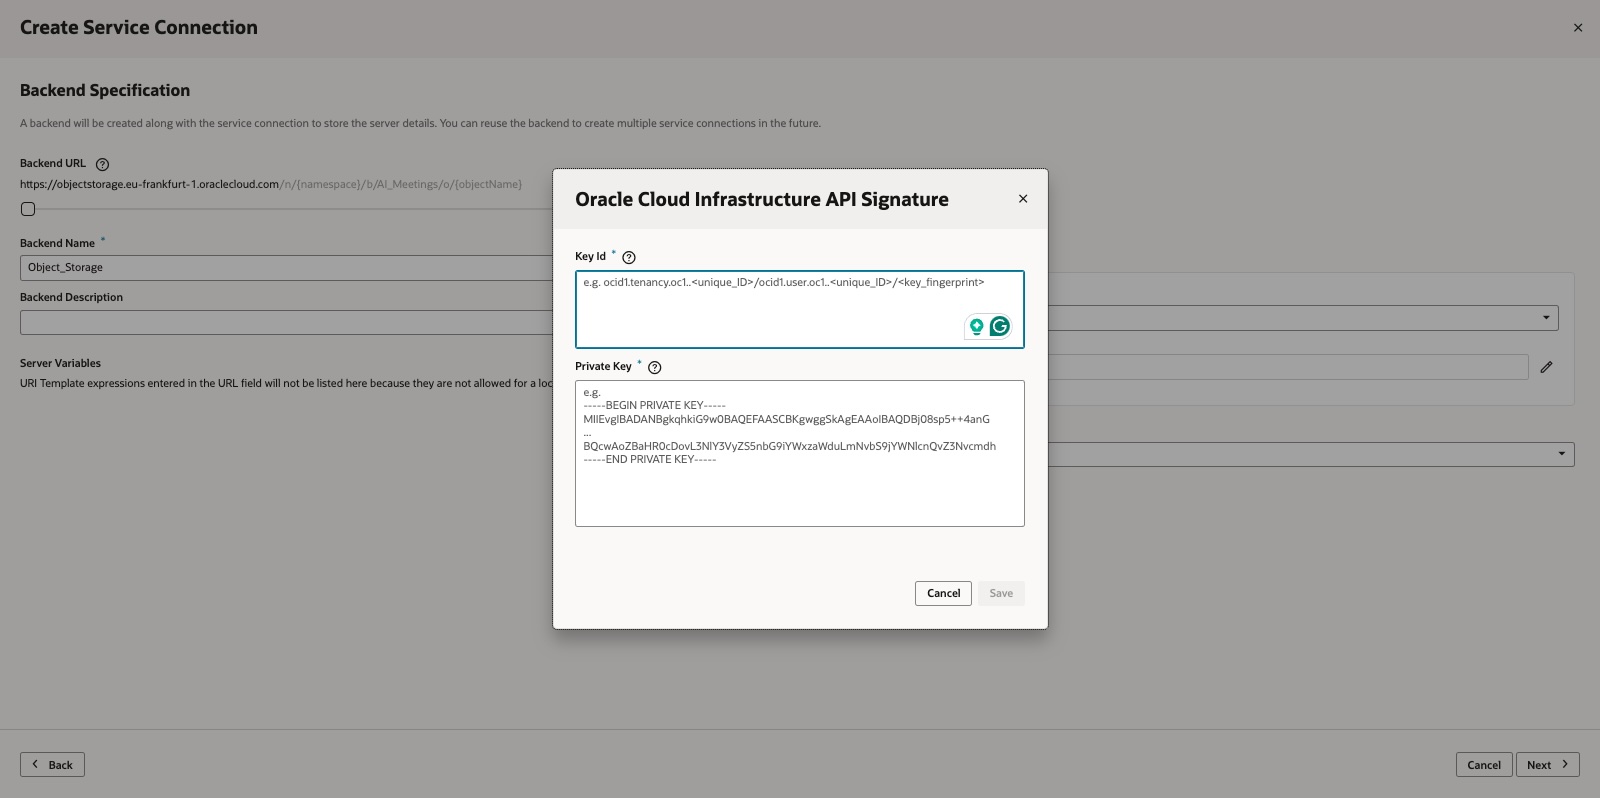 Create Service Connection
Backend Specification
A backend will be created along with the service connection to store the server details. You can reuse the backend to create multiple service connections in the future.
Backend URL
https://objectstorage.eu-frankfurt-1.oraclecloud.com/n/{namespace}/b/AI_Meetings/o/{objectName}
Backend Name *
Object_Storage
Backend Description
Server Variables
URI Template expressions entered in the URL field will not be listed here because they are not allowed for a loc
Oracle Cloud Infrastructure API Signature
Key Id *
e.g. ocid1.tenancy.oc1..<unique_ID>/ocid1.user.oc1..<unique_ID>/<key_fingerprint>
Private Key *
e.g.
-----BEGIN PRIVATE KEY-----
MIIEvgIBADANBgkqhkiG9w0BAQEFAASCBKgwggSkAgEAAoIBAQDBj08sp5++4anG
...
BQcwAoZBaHR0cDovL3NlY3VyZS5nbG9iYWxzaWduLmNvbS9jYWNlcnQvZ3Nvcmdh
-----END PRIVATE KEY-----
Cancel
Save
Back
Cancel
Next